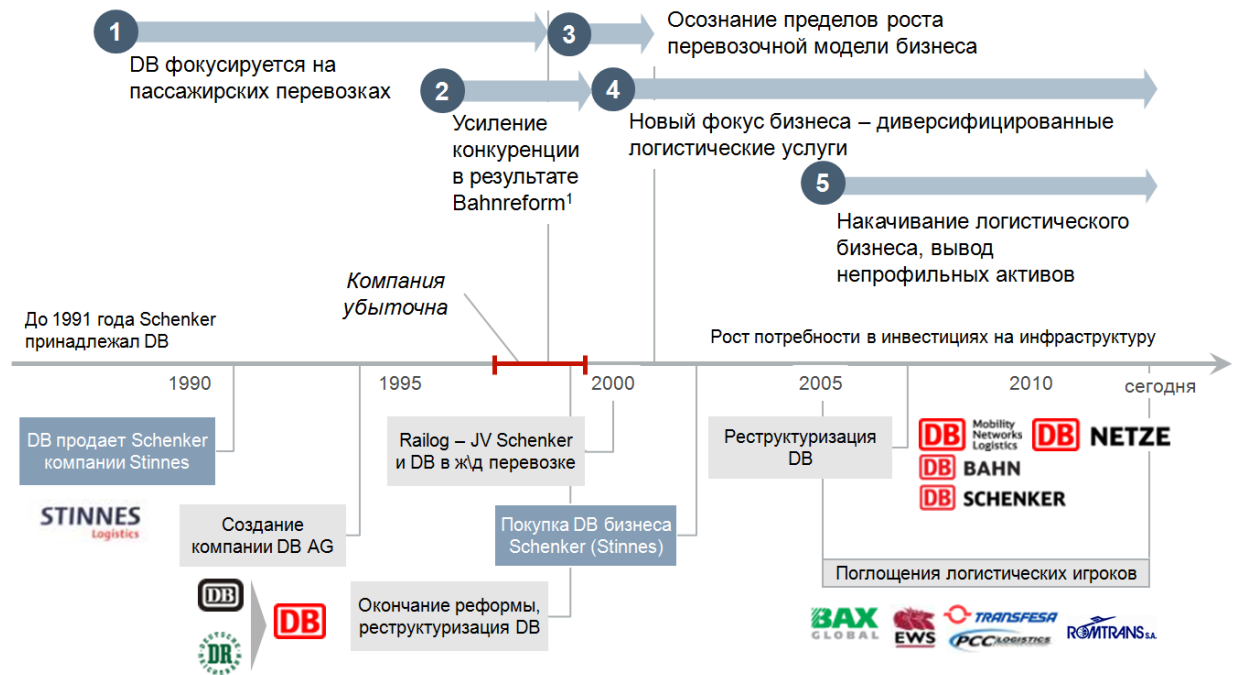 1
3
Осознание пределов роста
перевозочной модели бизнеса
DB фокусируется на
пассажирских перевозках
2
4
Усиление
конкуренции
в результате
Bahnreform¹
Новый фокус бизнеса – диверсифицированные
логистические услуги
5
Накачивание логистического
бизнеса, вывод
непрофильных активов
Компания
убыточна
До 1991 года Schenker
принадлежал DB
Рост потребности в инвестициях на инфраструктуру
1990
1995
2000
2005
2010
сегодня
DB продает Schenker
компании Stinnes
STINNES
Logistics
Railog – JV Schenker
и DB в ж\д перевозке
Реструктуризация
DB
DB Mobility
Networks
Logistics
DB NETZE
DB BAHN
DB SCHENKER
Создание
компании DB AG
Покупка DB бизнеса
Schenker (Stinnes)
DB
DEUTSCHE
REICHSBAHN
DR
DB
Окончание реформы,
реструктуризация DB
Поглощения логистических игроков
BAX
GLOBAL
EWS
TRANSFESA
PCC LOGISTICS
ROMTRANS S.A.